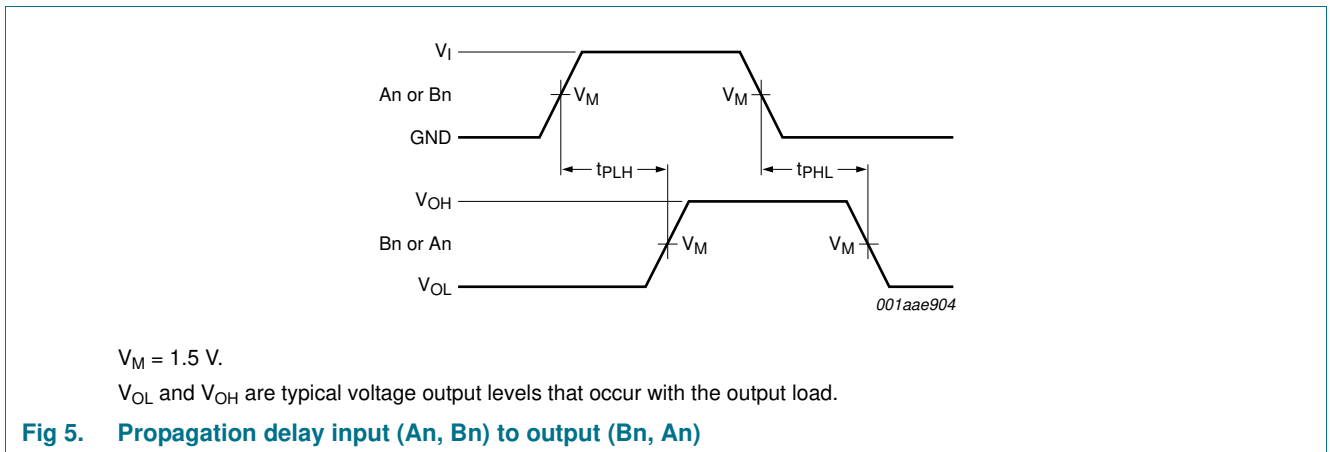 V_I
An or Bn
V_M
V_M
GND
t_PLH
t_PHL
V_OH
Bn or An
V_M
V_M
V_OL
001aae904
V_M = 1.5 V.
V_OL and V_OH are typical voltage output levels that occur with the output load.
Fig 5. Propagation delay input (An, Bn) to output (Bn, An)